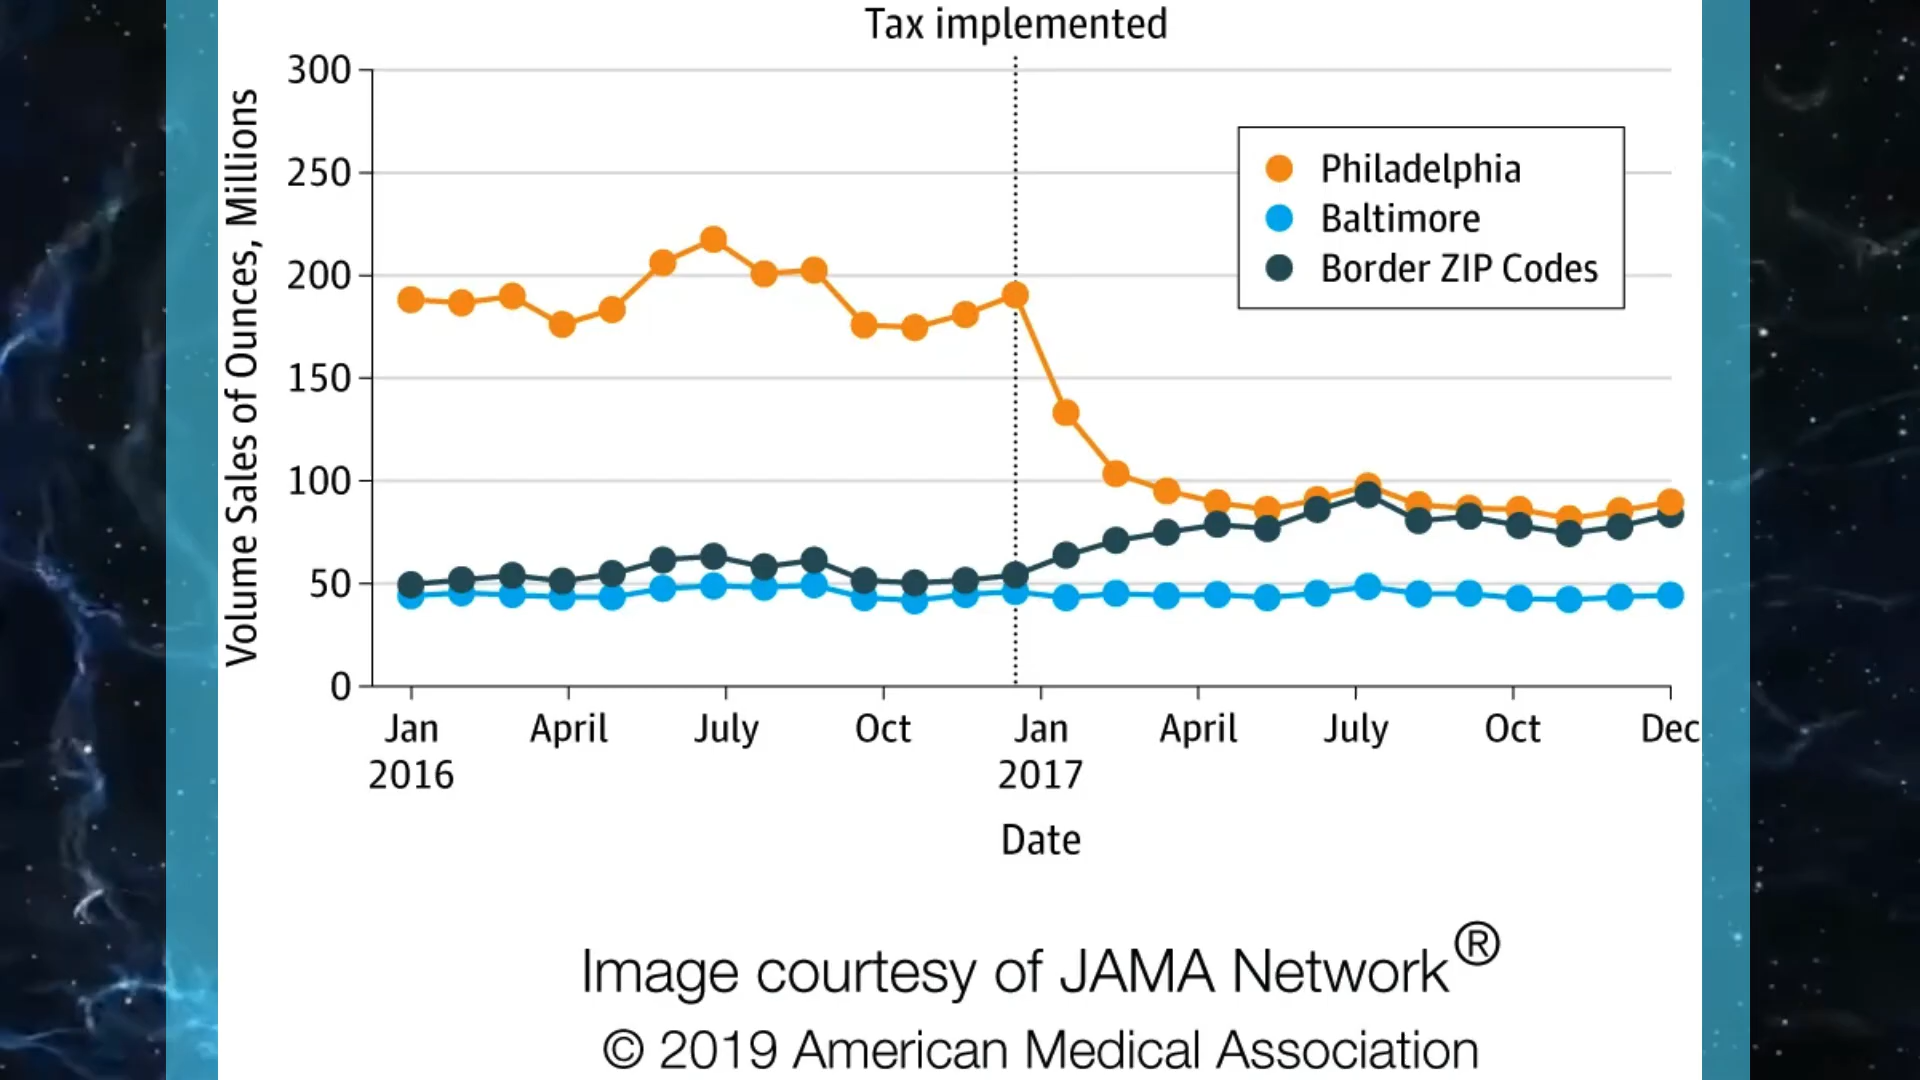 Tax implemented
300
250
200
150
100
50
0
Volume Sales of Ounces, Millions
Philadelphia
Baltimore
Border ZIP Codes
Jan April July Oct Jan April July Oct Dec
2016 2017
Date
Image courtesy of JAMA Network®
© 2019 American Medical Association